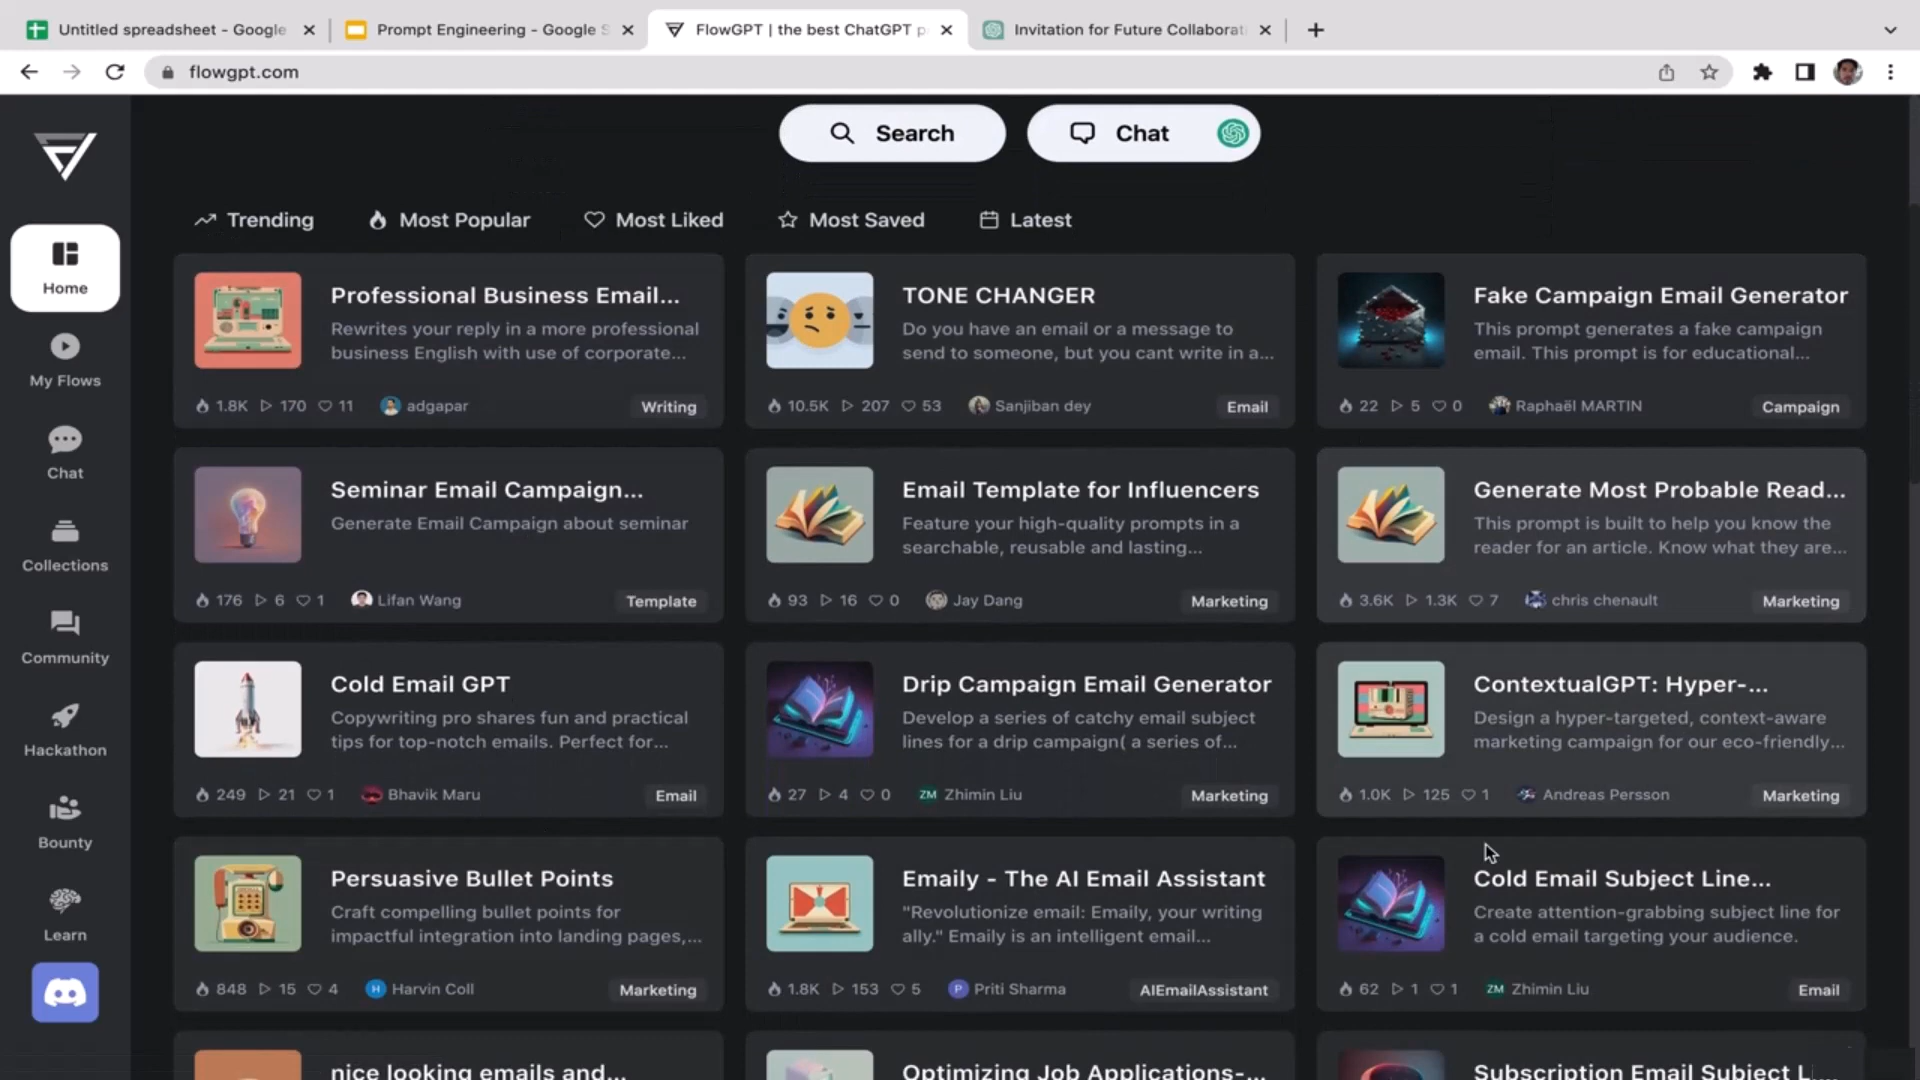 Untitled spreadsheet - Google
Prompt Engineering - Google S
FlowGPT | the best ChatGPT p
Invitation for Future Collaborat
flowgpt.com
Search
Chat
Trending
Most Popular
Most Liked
Most Saved
Latest
Home
My Flows
Chat
Collections
Community
Hackathon
Bounty
Learn
Professional Business Email...
Rewrites your reply in a more professional
business English with use of corporate...
1.8K 170 11 adgapar Writing
TONE CHANGER
Do you have an email or a message to
send to someone, but you cant write in a...
10.5K 207 53 Sanjiban dey Email
Fake Campaign Email Generator
This prompt generates a fake campaign
email. This prompt is for educational...
22 5 0 Raphaël MARTIN Campaign
Seminar Email Campaign...
Generate Email Campaign about seminar
176 6 1 Lifan Wang Template
Email Template for Influencers
Feature your high-quality prompts in a
searchable, reusable and lasting...
93 16 0 Jay Dang Marketing
Generate Most Probable Read...
This prompt is built to help you know the
reader for an article. Know what they are...
3.6K 1.3K 7 chris chenault Marketing
Cold Email GPT
Copywriting pro shares fun and practical
tips for top-notch emails. Perfect for...
249 21 1 Bhavik Maru Email
Drip Campaign Email Generator
Develop a series of catchy email subject
lines for a drip campaign( a series of...
27 4 0 ZM Zhimin Liu Marketing
ContextualGPT: Hyper-...
Design a hyper-targeted, context-aware
marketing campaign for our eco-friendly...
1.0K 125 1 Andreas Persson Marketing
Persuasive Bullet Points
Craft compelling bullet points for
impactful integration into landing pages,...
848 15 4 H Harvin Coll Marketing
Emaily - The AI Email Assistant
"Revolutionize email: Emaily, your writing
ally." Emaily is an intelligent email...
1.8K 153 5 P Priti Sharma AIEmailAssistant
Cold Email Subject Line...
Create attention-grabbing subject line for
a cold email targeting your audience.
62 1 1 ZM Zhimin Liu Email
nice looking emails and...
Optimizing Job Applications-...
Subscription Email Subject L...